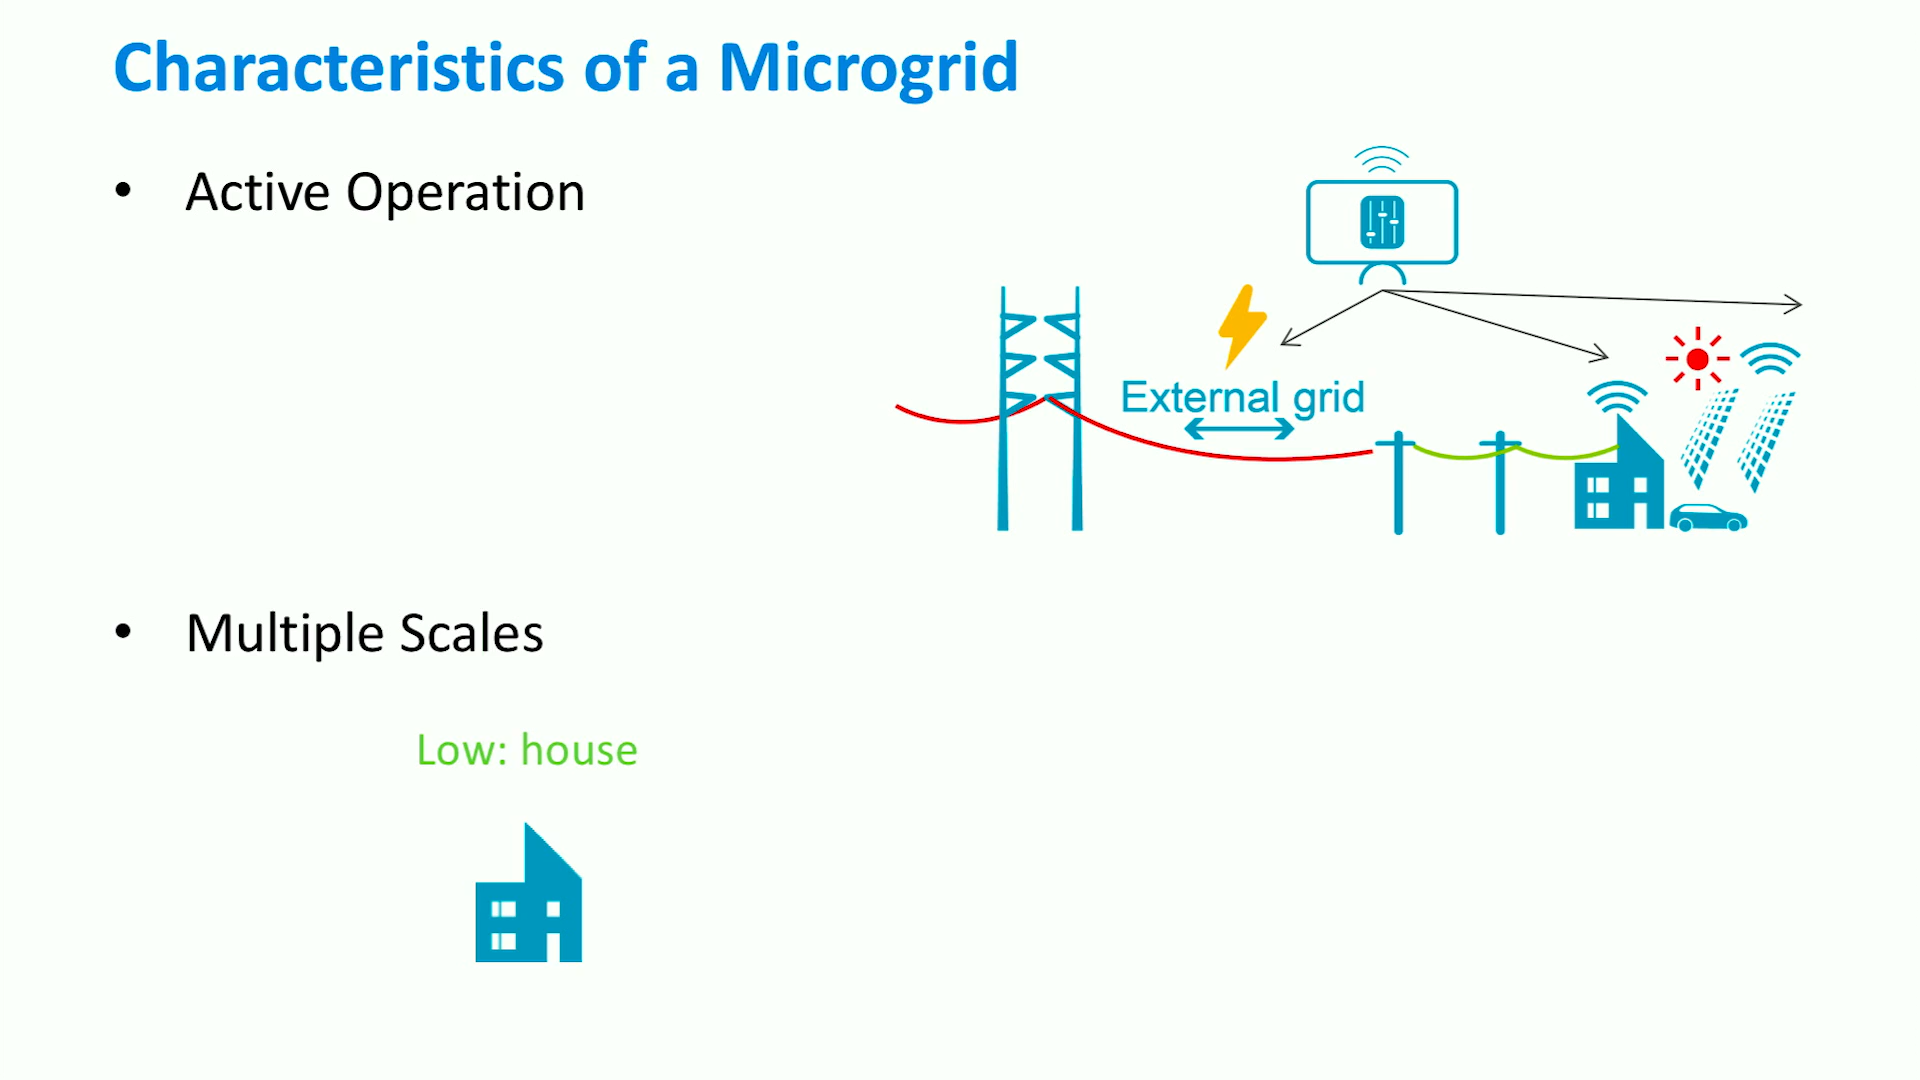 Characteristics of a Microgrid
• Active Operation
External grid
• Multiple Scales
Low: house